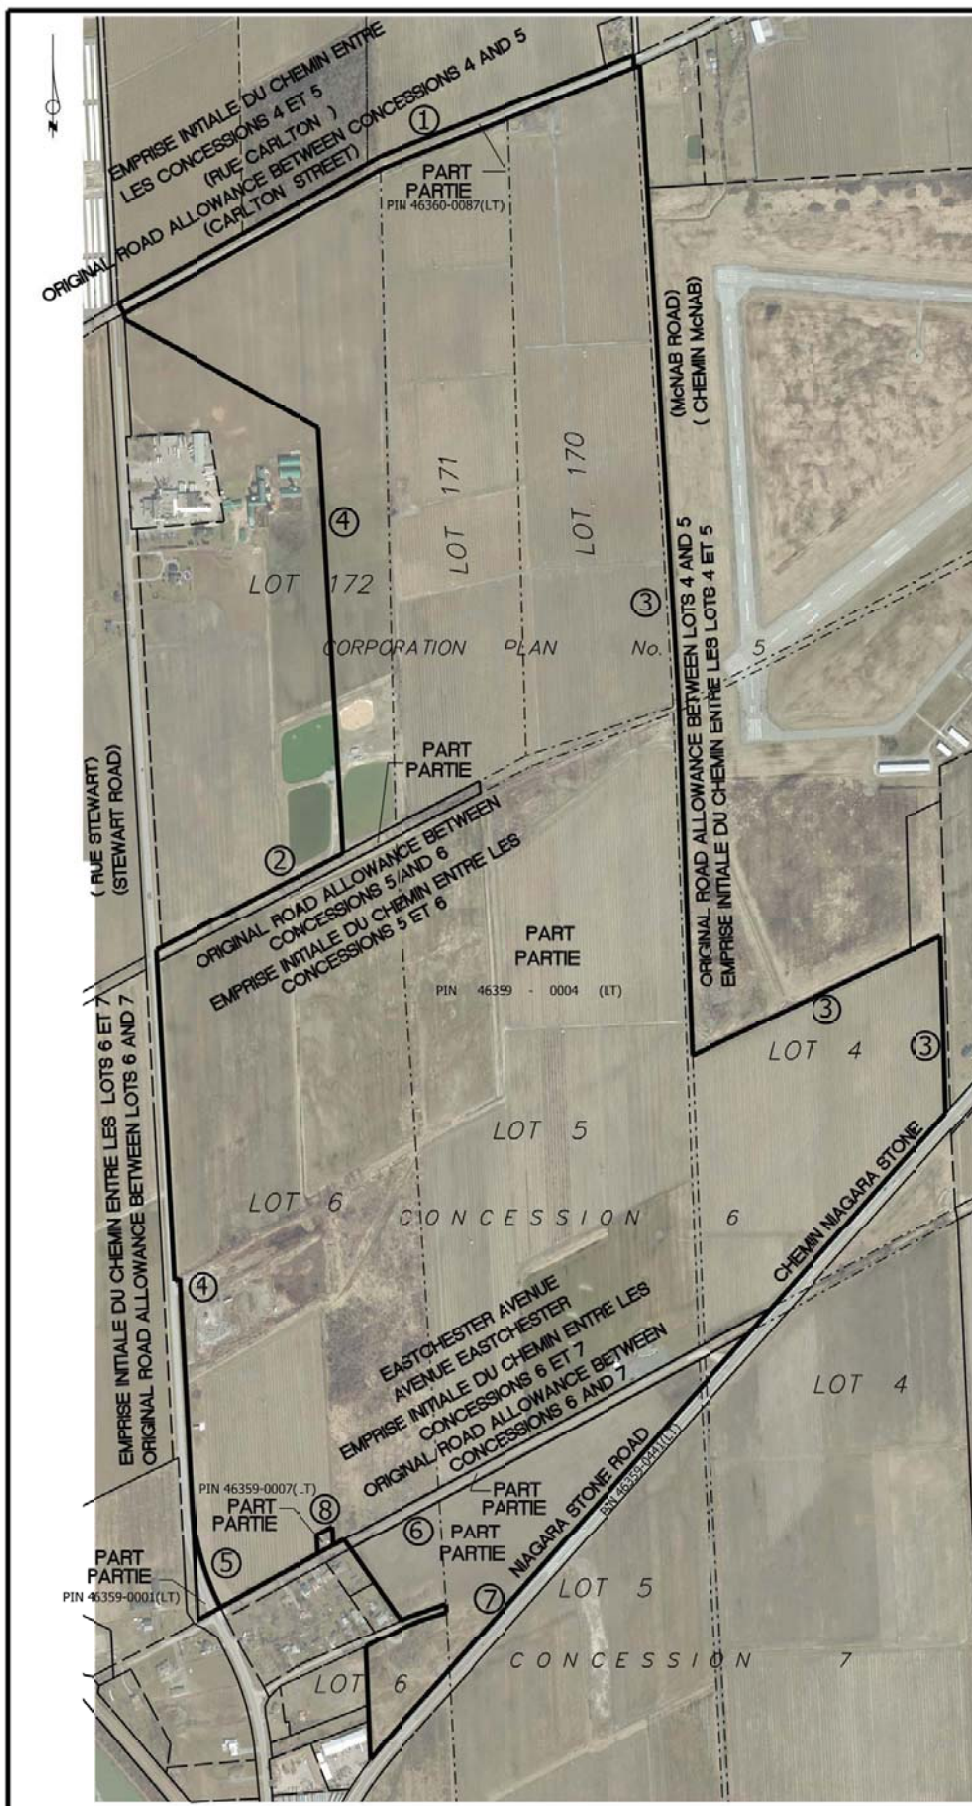 N
EMPRISE INITIALE DU CHEMIN ENTRE
LES CONCESSIONS 4 ET 5
(RUE CARLTON )
ORIGINAL ROAD ALLOWANCE BETWEEN CONCESSIONS 4 AND 5
(CARLTON STREET)
1
PART
PARTIE
PIN 46360-0087(LT)
(McNAB ROAD)
( CHEMIN McNAB)
LOT 171
LOT 170
4
LOT 172
3
CORPORATION PLAN No. 5
ORIGINAL ROAD ALLOWANCE BETWEEN LOTS 4 AND 5
EMPRISE INITIALE DU CHEMIN ENTRE LES LOTS 4 ET 5
PART
PARTIE
( RUE STEWART)
(STEWART ROAD)
2
ORIGINAL ROAD ALLOWANCE BETWEEN
CONCESSIONS 5 AND 6
EMPRISE INITIALE DU CHEMIN ENTRE LES
CONCESSIONS 5 ET 6
PART
PARTIE
PIN 46359 - 0004 (LT)
3
LOT 4
3
EMPRISE INITIALE DU CHEMIN ENTRE LES LOTS 6 ET 7
ORIGINAL ROAD ALLOWANCE BETWEEN LOTS 6 AND 7
LOT 5
LOT 6
CONCESSION 6
CHEMIN NIAGARA STONE
4
EASTCHESTER AVENUE
AVENUE EASTCHESTER
EMPRISE INITIALE DU CHEMIN ENTRE LES
CONCESSIONS 6 ET 7
ORIGINAL ROAD ALLOWANCE BETWEEN
CONCESSIONS 6 AND 7
LOT 4
NIAGARA STONE ROAD
PIN 46359-0441(LT)
PIN 46359-0007(LT)
PART
PARTIE
8
PART
PARTIE
6
PART
PARTIE
5
PART
PARTIE
PIN 46359-0001(LT)
7
LOT 5
CONCESSION 7
LOT 6